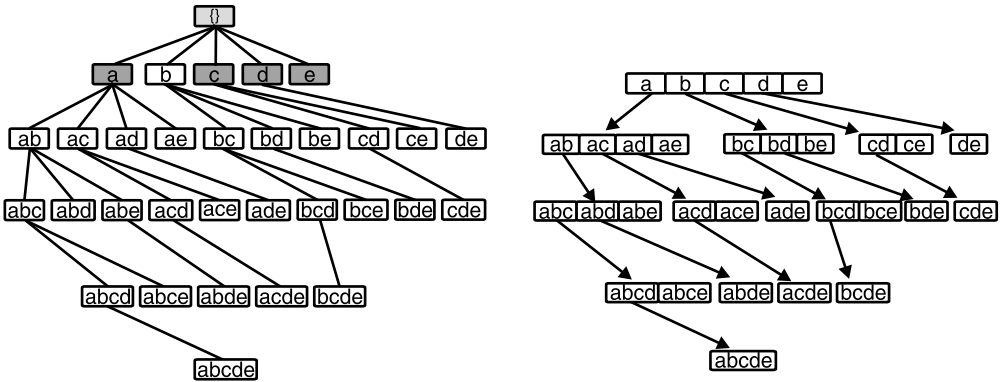 {}
a b c d e
ab ac ad ae bc bd be cd ce de
abc abd abe acd ace ade bcd bce bde cde
abcd abce abde acde bcde
abcde
a b c d e
ab ac ad ae bc bd be cd ce de
abc abd abe acd ace ade bcd bce bde cde
abcd abce abde acde bcde
abcde